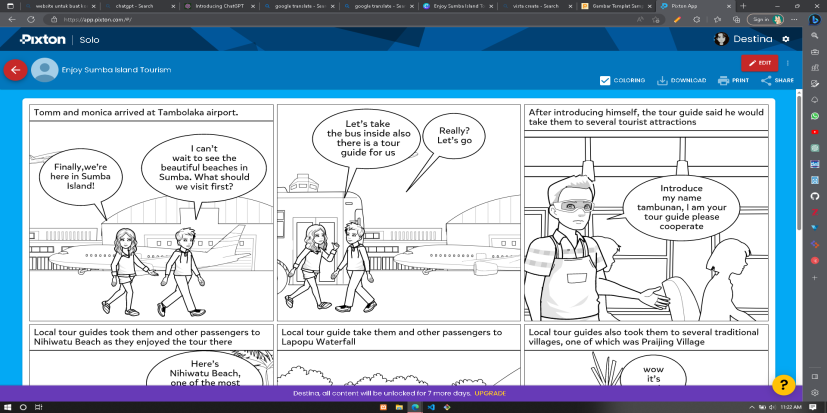 website untuk buat k
chatgpt - Search
Introducing ChatGPT
google translate - Sea
google translate - Sea
Enjoy Sumba Island T
virta create - Search
Gambar Templat
Pixton App
https://app.pixton.com/#/
Sign in
Pixton | Solo
Destina
Enjoy Sumba Island Tourism
EDIT
COLORING
DOWNLOAD
PRINT
SHARE
Tomm and monica arrived at Tambolaka airport.
Finally,we're
here in Sumba
Island!
I can't
wait to see the
beautiful beaches in
Sumba. What should
we visit first?
Let's take
the bus inside also
there is a tour
guide for us
Really?
Let's go
After introducing himself, the tour guide said he would
take them to several tourist attractions
Introduce
my name
tambunan, I am your
tour guide please
cooperate
Local tour guides took them and other passengers to
Nihiwatu Beach as they enjoyed the tour there
Here's
Nihiwatu Beach,
one of the most
Local tour guide take them and other passengers to
Lapopu Waterfall
Local tour guides also took them to several traditional
villages, one of which was Praijing Village
wow
it's
?
Destina, all content will be unlocked for 7 more days. UPGRADE
11:22 AM